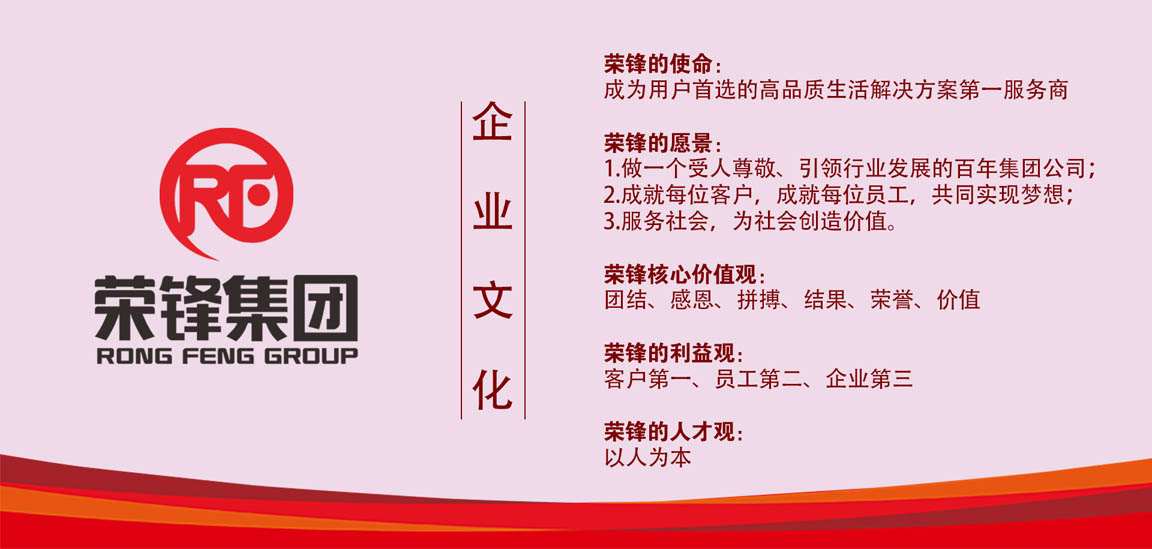 荣锋集团
RONG FENG GROUP
企业文化
荣锋的使命：
成为用户首选的高品质生活解决方案第一服务商
荣锋的愿景：
1.做一个受人尊敬、引领行业发展的百年集团公司；
2.成就每位客户，成就每位员工，共同实现梦想；
3.服务社会，为社会创造价值。
荣锋核心价值观：
团结、感恩、拼搏、结果、荣誉、价值
荣锋的利益观：
客户第一、员工第二、企业第三
荣锋的人才观：
以人为本